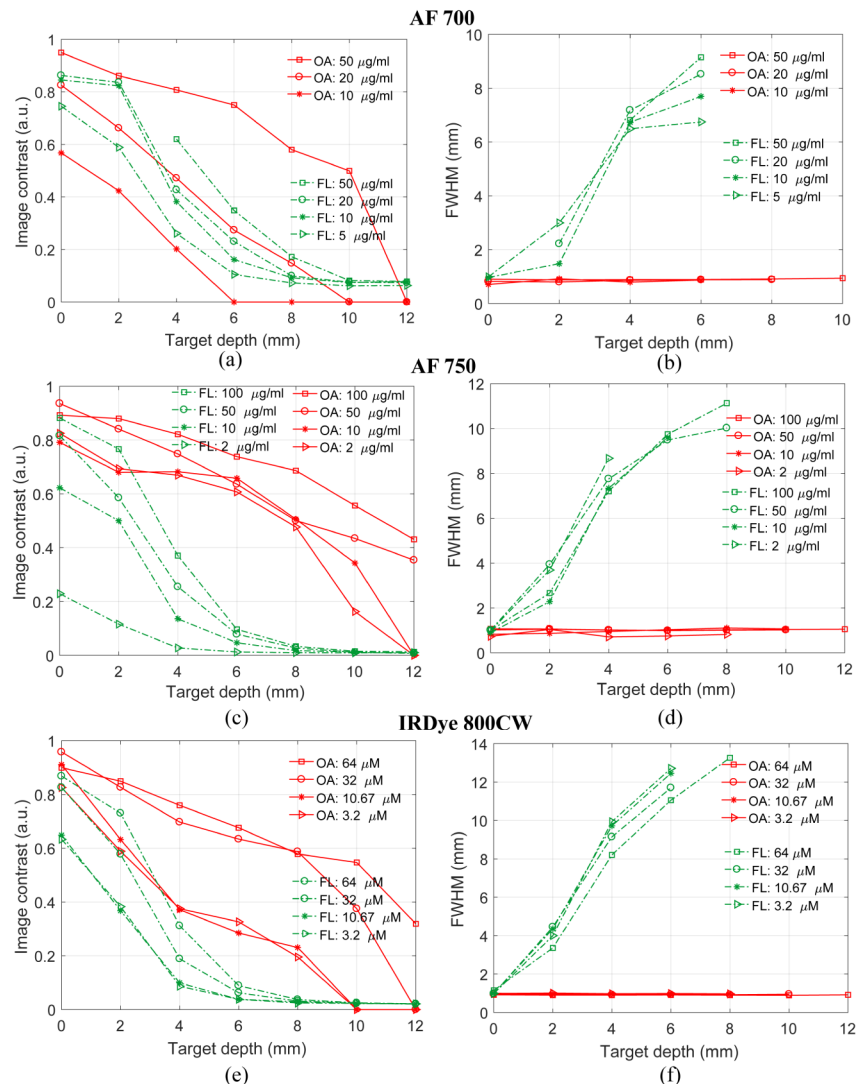 AF 700
1
0.8
0.6
0.4
0.2
0
Image contrast (a.u.)
OA: 50 μg/ml
OA: 20 μg/ml
OA: 10 μg/ml
FL: 50 μg/ml
FL: 20 μg/ml
FL: 10 μg/ml
FL: 5 μg/ml
0 2 4 6 8 10 12
Target depth (mm)
(a)
10
8
6
4
2
0
FWHM (mm)
OA: 50 μg/ml
OA: 20 μg/ml
OA: 10 μg/ml
FL: 50 μg/ml
FL: 20 μg/ml
FL: 10 μg/ml
FL: 5 μg/ml
0 2 4 6 8 10
Target depth (mm)
(b)
AF 750
1
0.8
0.6
0.4
0.2
0
Image contrast (a.u.)
FL: 100 μg/ml
FL: 50 μg/ml
FL: 10 μg/ml
FL: 2 μg/ml
OA: 100 μg/ml
OA: 50 μg/ml
OA: 10 μg/ml
OA: 2 μg/ml
0 2 4 6 8 10 12
Target depth (mm)
(c)
12
10
8
6
4
2
0
FWHM (mm)
OA: 100 μg/ml
OA: 50 μg/ml
OA: 10 μg/ml
OA: 2 μg/ml
FL: 100 μg/ml
FL: 50 μg/ml
FL: 10 μg/ml
FL: 2 μg/ml
0 2 4 6 8 10 12
Target depth (mm)
(d)
IRDye 800CW
1
0.8
0.6
0.4
0.2
0
Image contrast (a.u.)
OA: 64 μM
OA: 32 μM
OA: 10.67 μM
OA: 3.2 μM
FL: 64 μM
FL: 32 μM
FL: 10.67 μM
FL: 3.2 μM
0 2 4 6 8 10 12
Target depth (mm)
(e)
14
12
10
8
6
4
2
0
FWHM (mm)
OA: 64 μM
OA: 32 μM
OA: 10.67 μM
OA: 3.2 μM
FL: 64 μM
FL: 32 μM
FL: 10.67 μM
FL: 3.2 μM
0 2 4 6 8 10 12
Target depth (mm)
(f)